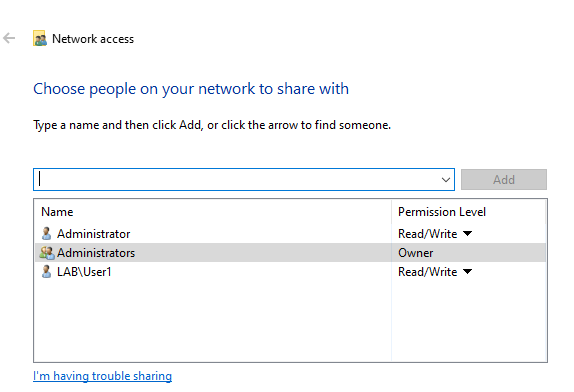 Network access
Choose people on your network to share with
Type a name and then click Add, or click the arrow to find someone.
Add
Name Permission Level
Administrator Read/Write
Administrators Owner
LAB\User1 Read/Write
I'm having trouble sharing